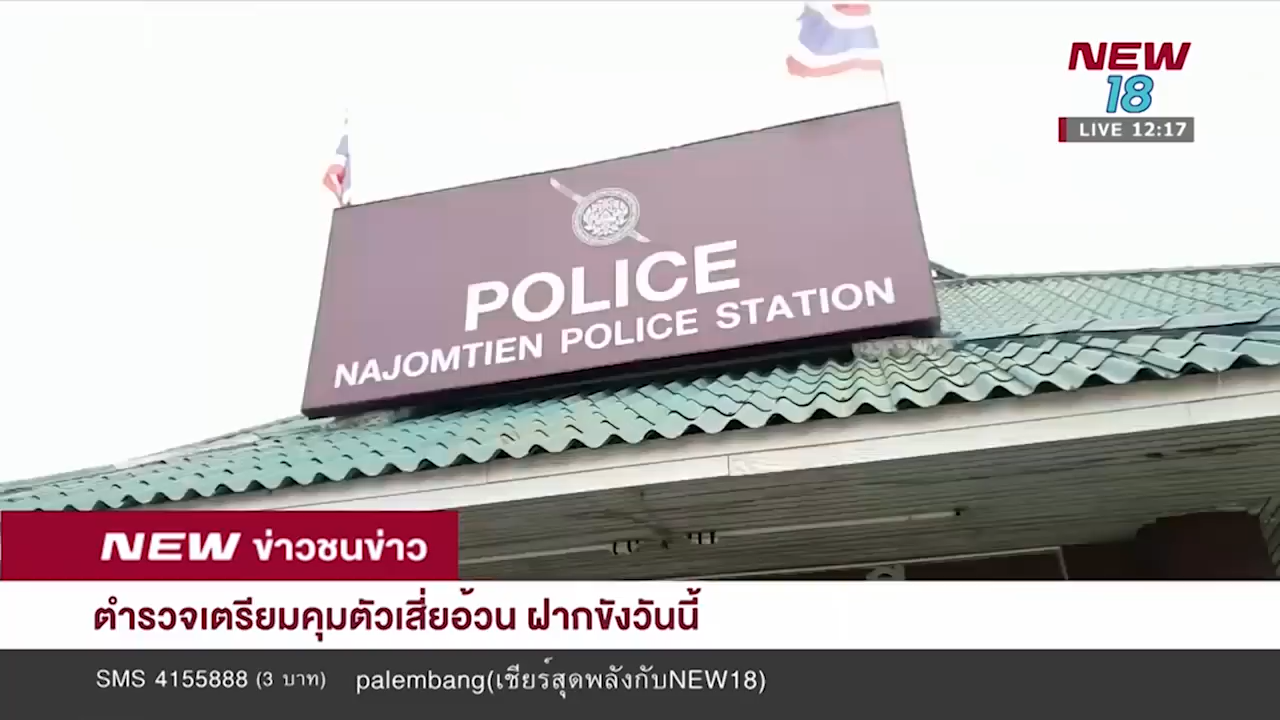 NEW
18
LIVE 12:17
POLICE
NAJOMTIEN POLICE STATION
NEW ข่าวชนข่าว
ตำรวจเตรียมคุมตัวเสี่ยอ้วน ฝากขังวันนี้
SMS 4155888 (3 บาท) palembang(เชียร์สุดพลังกับNEW18)